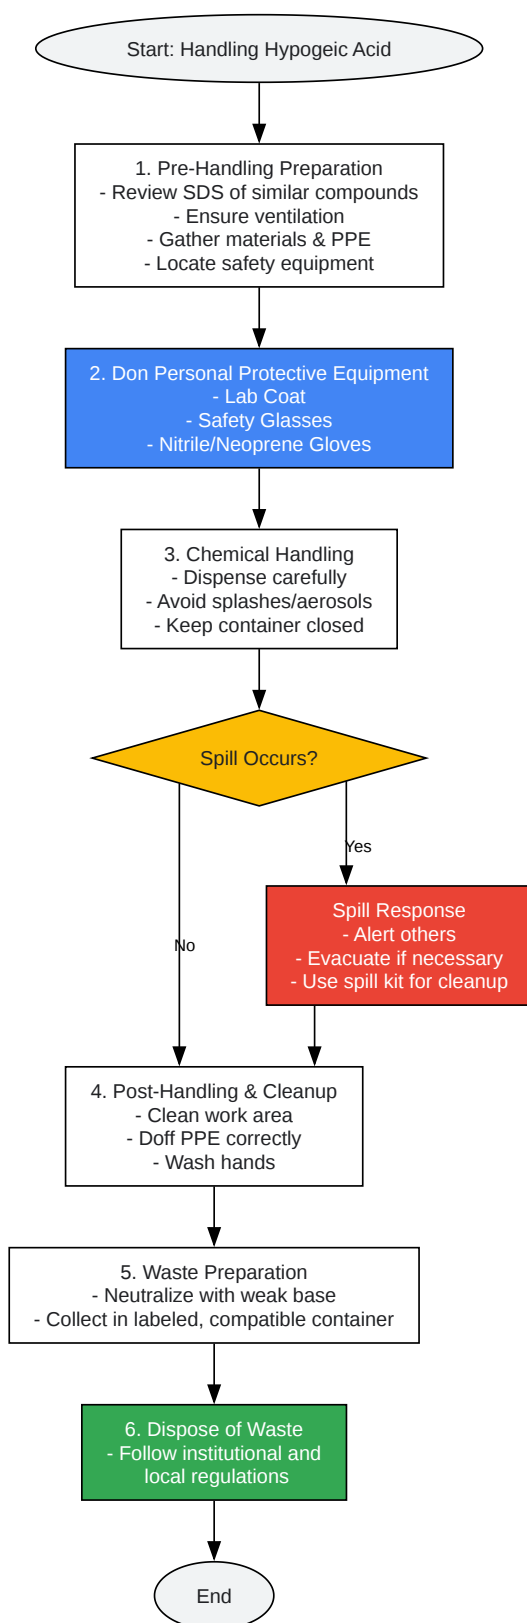 Start: Handling Hypogeic Acid
1. Pre-Handling Preparation
- Review SDS of similar compounds
- Ensure ventilation
- Gather materials & PPE
- Locate safety equipment
2. Don Personal Protective Equipment
- Lab Coat
- Safety Glasses
- Nitrile/Neoprene Gloves
3. Chemical Handling
- Dispense carefully
- Avoid splashes/aerosols
- Keep container closed
Spill Occurs?
Yes
Spill Response
- Alert others
- Evacuate if necessary
- Use spill kit for cleanup
No
4. Post-Handling & Cleanup
- Clean work area
- Doff PPE correctly
- Wash hands
5. Waste Preparation
- Neutralize with weak base
- Collect in labeled, compatible container
6. Dispose of Waste
- Follow institutional and
local regulations
End